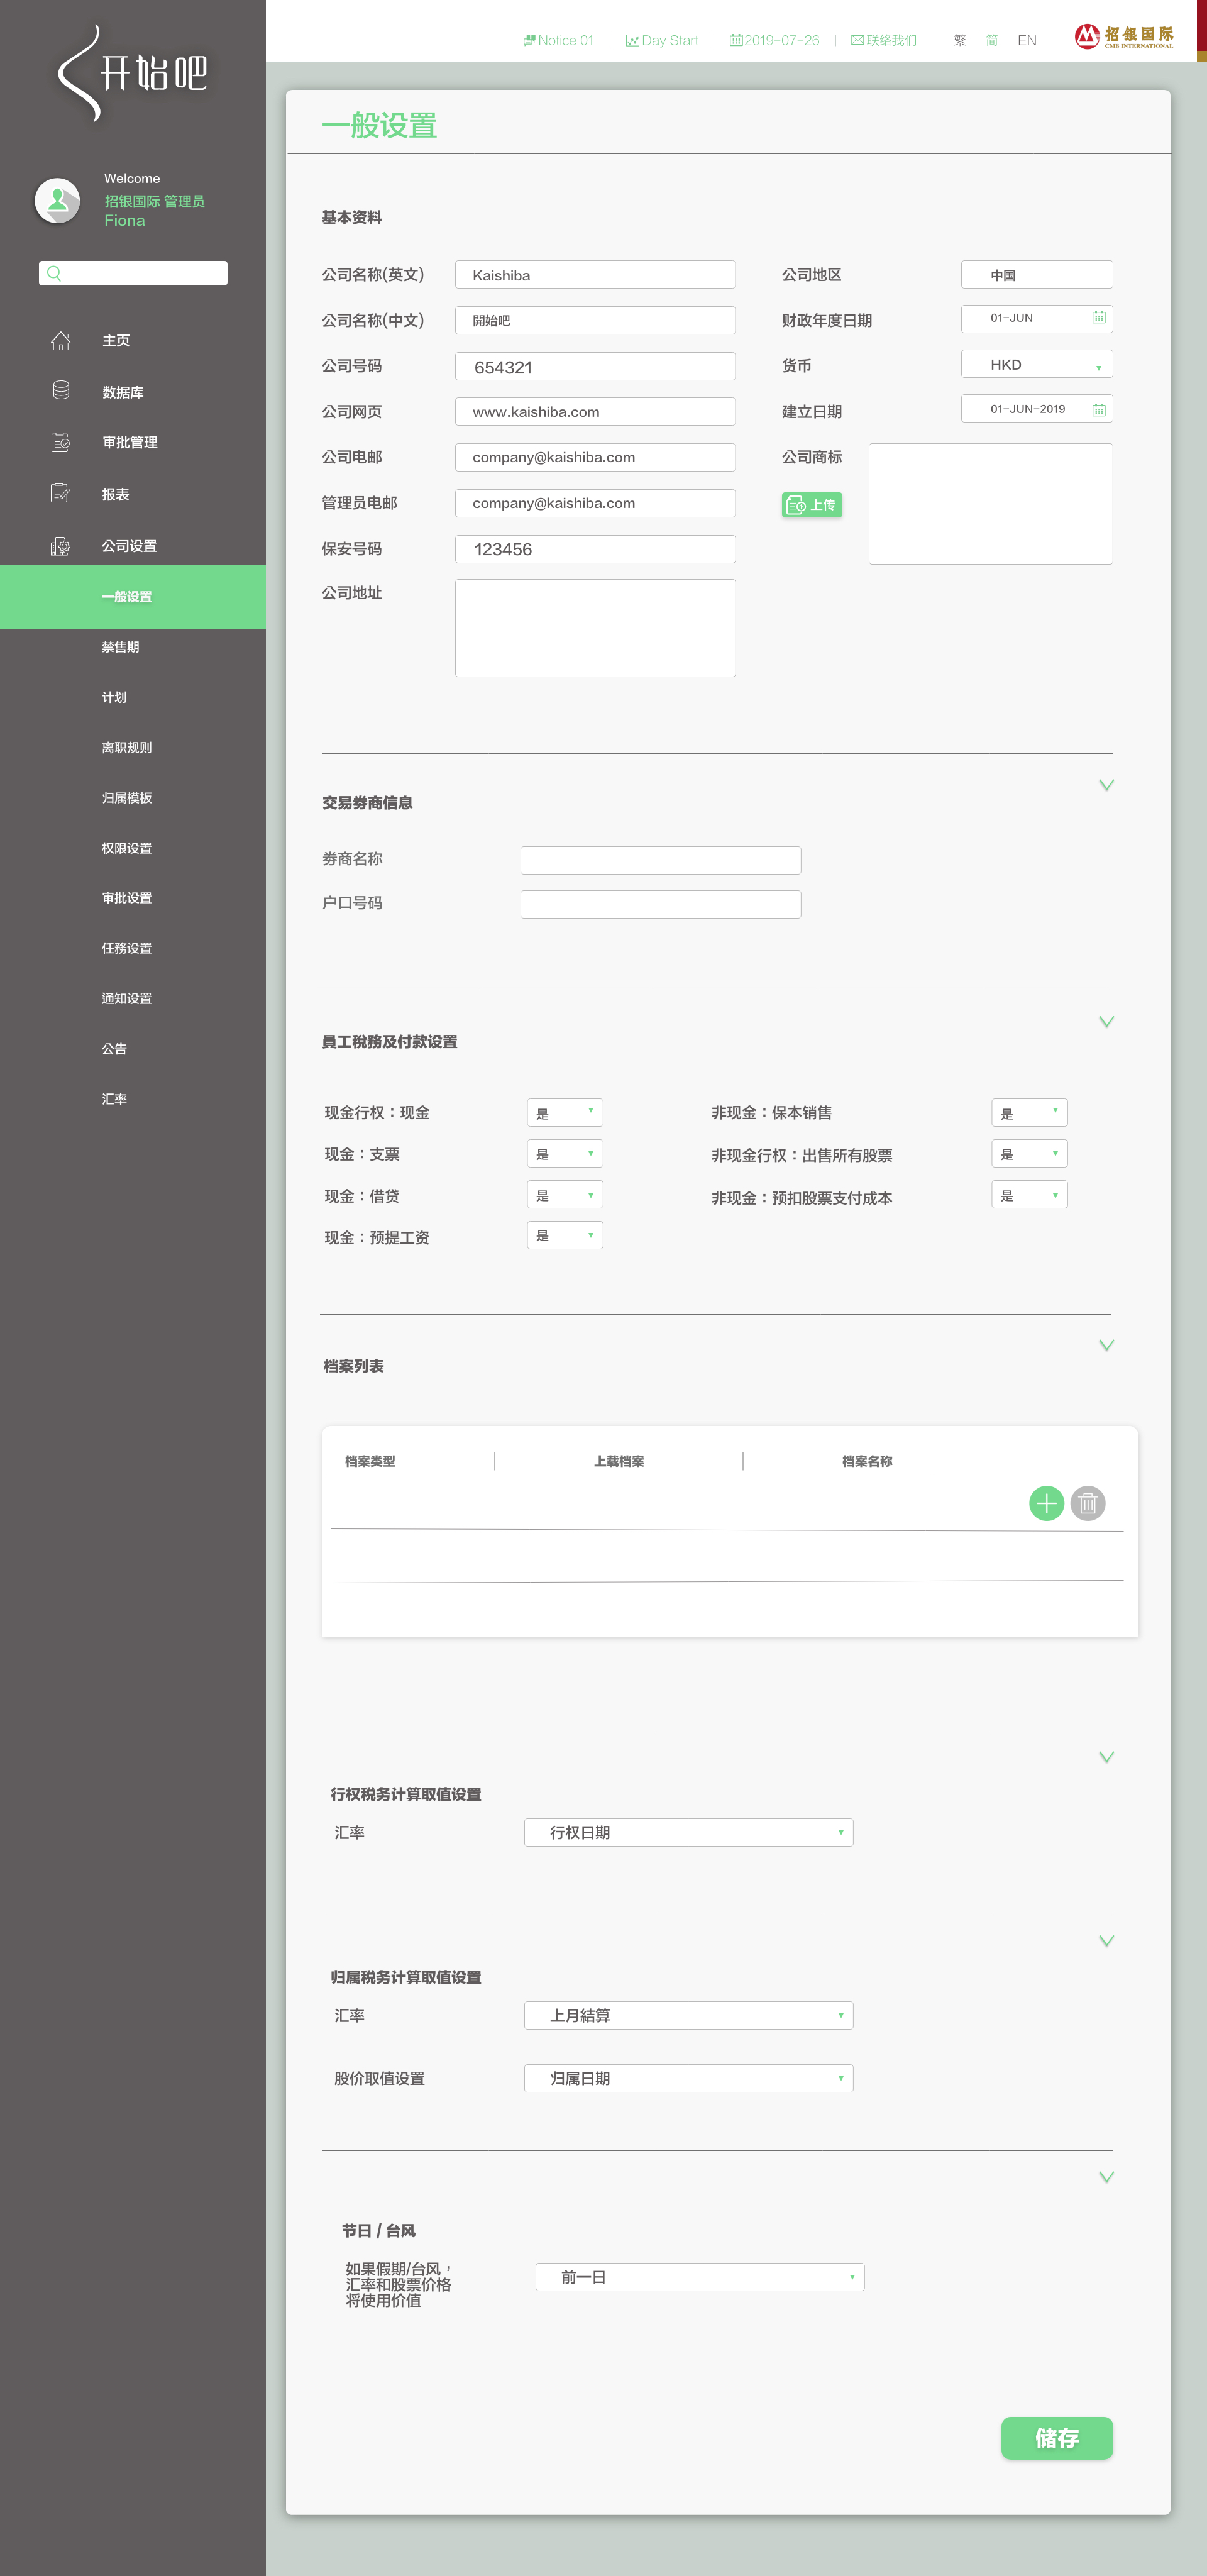 Notice 01
Day Start
2019-07-26
联络我们
繁
简
EN
招银国际
CMB INTERNATIONAL
开始吧
Welcome
招银国际 管理员
Fiona
主页
数据库
审批管理
报表
公司设置
一般设置
禁售期
计划
离职规则
归属模板
权限设置
审批设置
任務设置
通知设置
公告
汇率
一般设置
基本资料
公司名称(英文) Kaishiba
公司名称(中文) 開始吧
公司号码 654321
公司网页 www.kaishiba.com
公司电邮 company@kaishiba.com
管理员电邮 company@kaishiba.com
保安号码 123456
公司地址
公司地区 中国
财政年度日期 01-JUN
货币 HKD
建立日期 01-JUN-2019
公司商标
上传
交易券商信息
券商名称
户口号码
員工稅務及付款设置
现金行权：现金 是
现金：支票 是
现金：借贷 是
现金：预提工资 是
非现金：保本销售 是
非现金行权：出售所有股票 是
非现金：预扣股票支付成本 是
档案列表
档案类型 上载档案 档案名称
行权税务计算取值设置
汇率 行权日期
归属税务计算取值设置
汇率 上月結算
股价取值设置 归属日期
节日 / 台风
如果假期/台风，
汇率和股票价格
将使用价值
前一日
储存